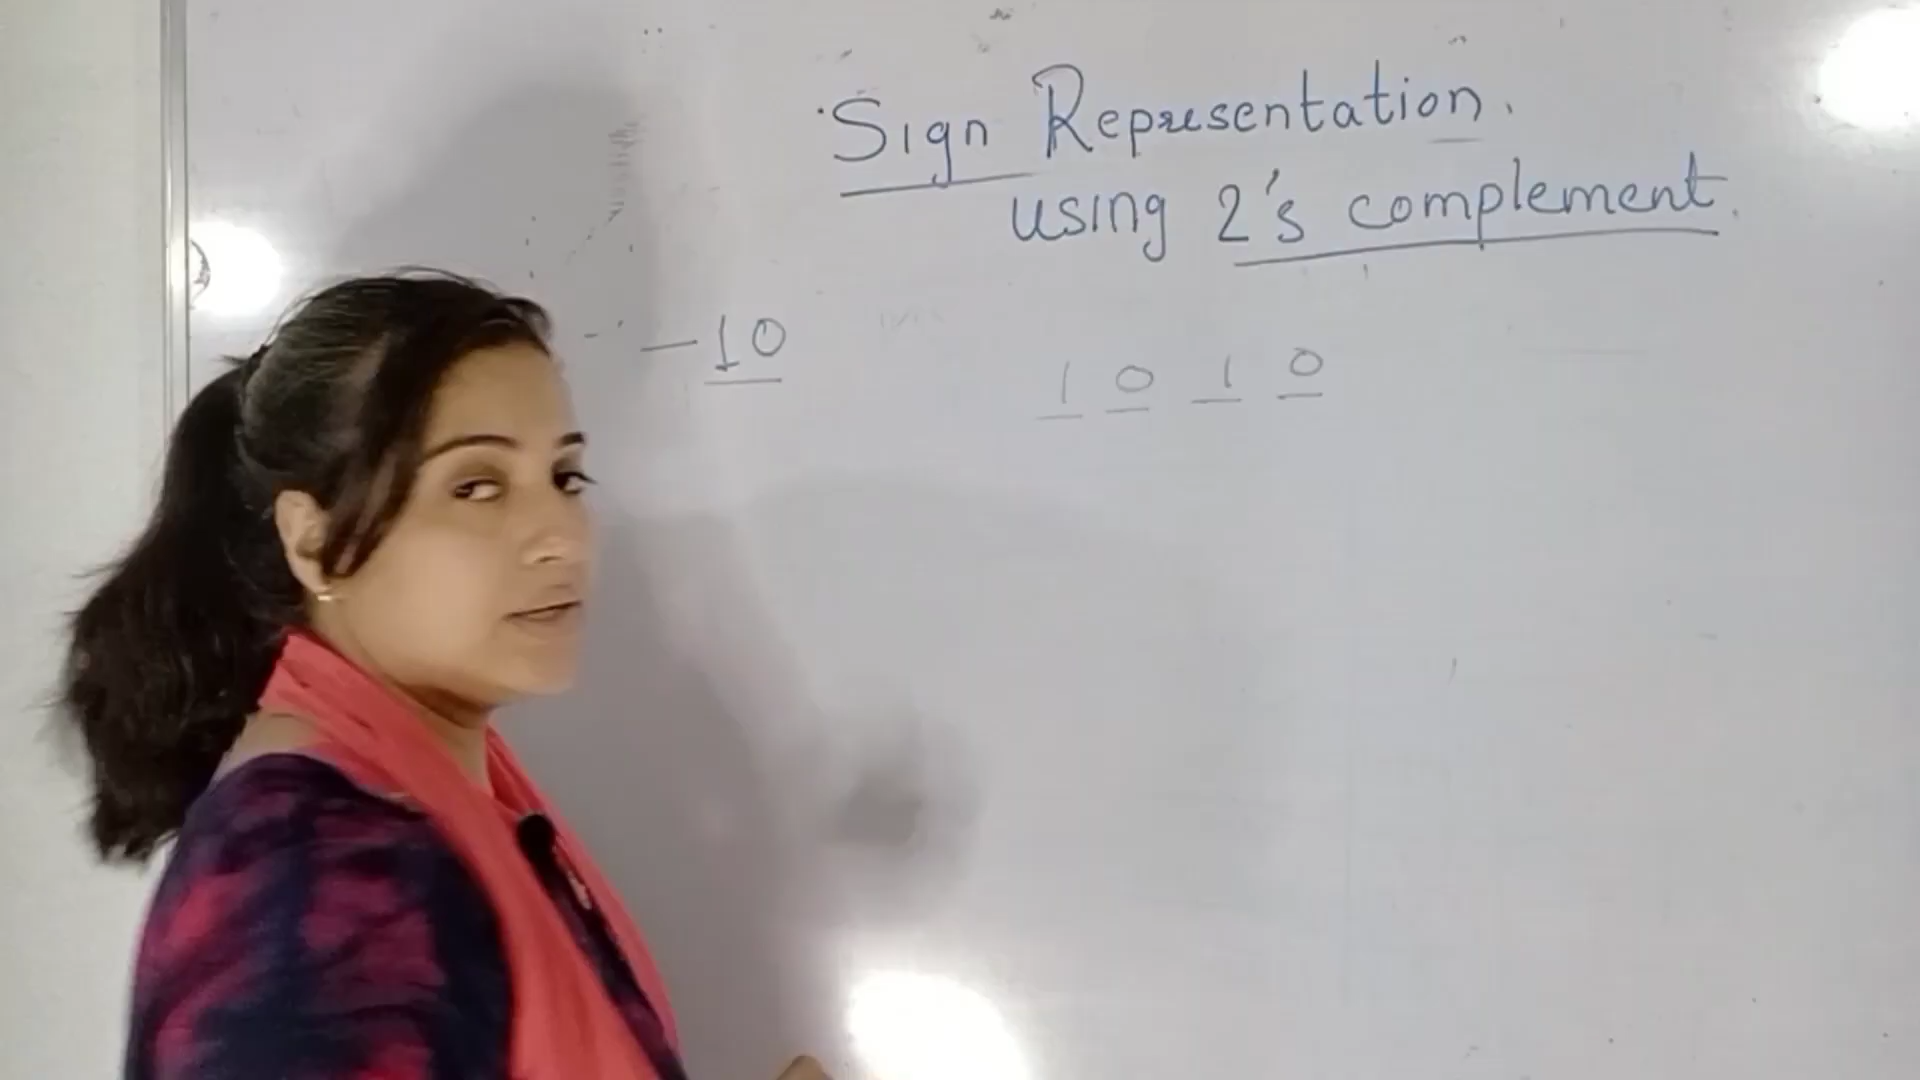 Sign Representation.
using 2's complement.
-10
1 0 1 0